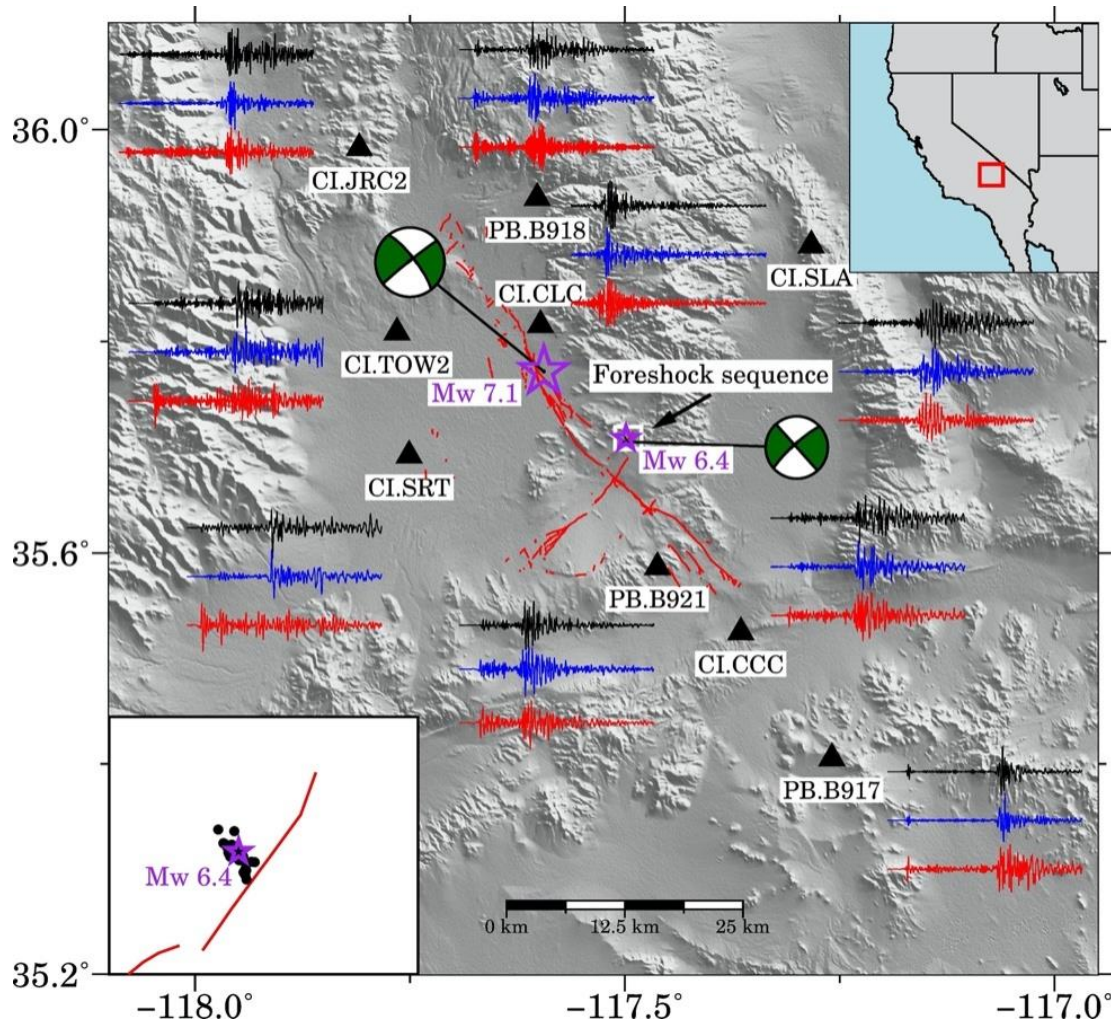 36.0°
CI.JRC2
PB.B918
CI.SLA
CI.CLC
CI.TOW2
Mw 7.1
Foreshock sequence
Mw 6.4
CI.SRT
35.6°
PB.B921
CI.CCC
PB.B917
Mw 6.4
0 km
12.5 km
25 km
35.2°
-118.0°
-117.5°
-117.0°